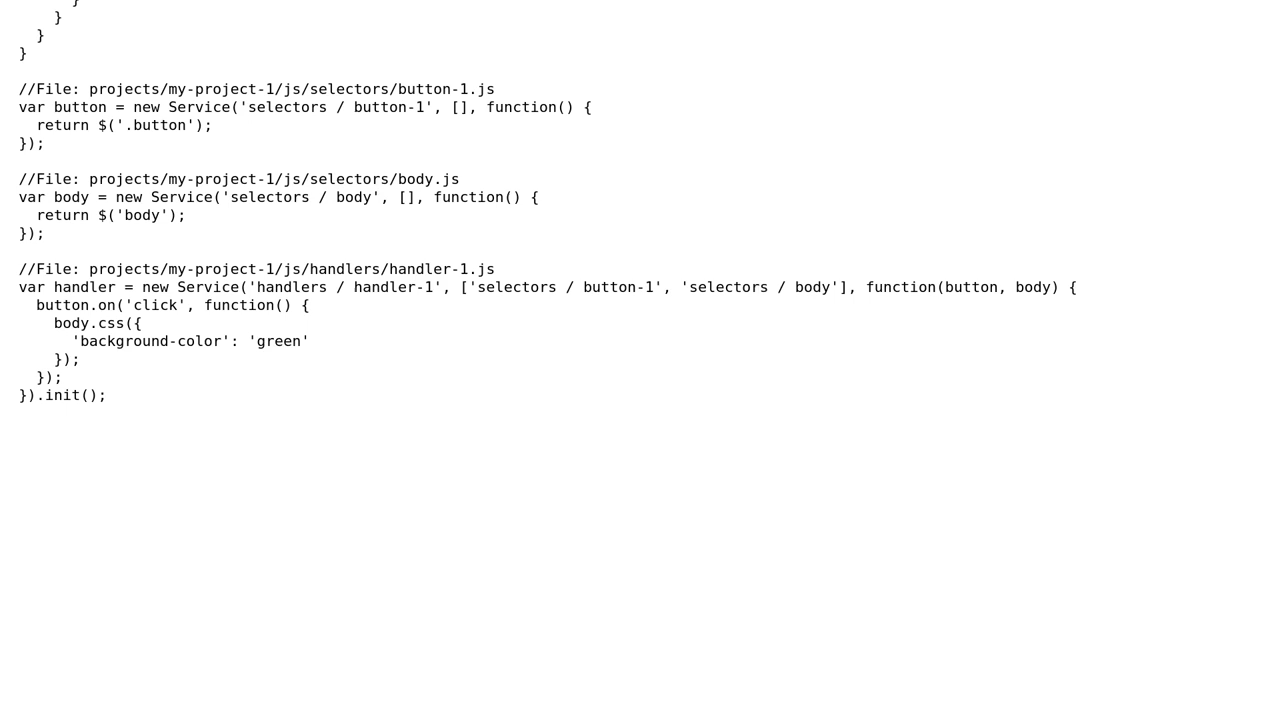 }
    }
  }
}

//File: projects/my-project-1/js/selectors/button-1.js
var button = new Service('selectors / button-1', [], function() {
  return $('.button');
});

//File: projects/my-project-1/js/selectors/body.js
var body = new Service('selectors / body', [], function() {
  return $('body');
});

//File: projects/my-project-1/js/handlers/handler-1.js
var handler = new Service('handlers / handler-1', ['selectors / button-1', 'selectors / body'], function(button, body) {
  button.on('click', function() {
    body.css({
      'background-color': 'green'
    });
  });
}).init();